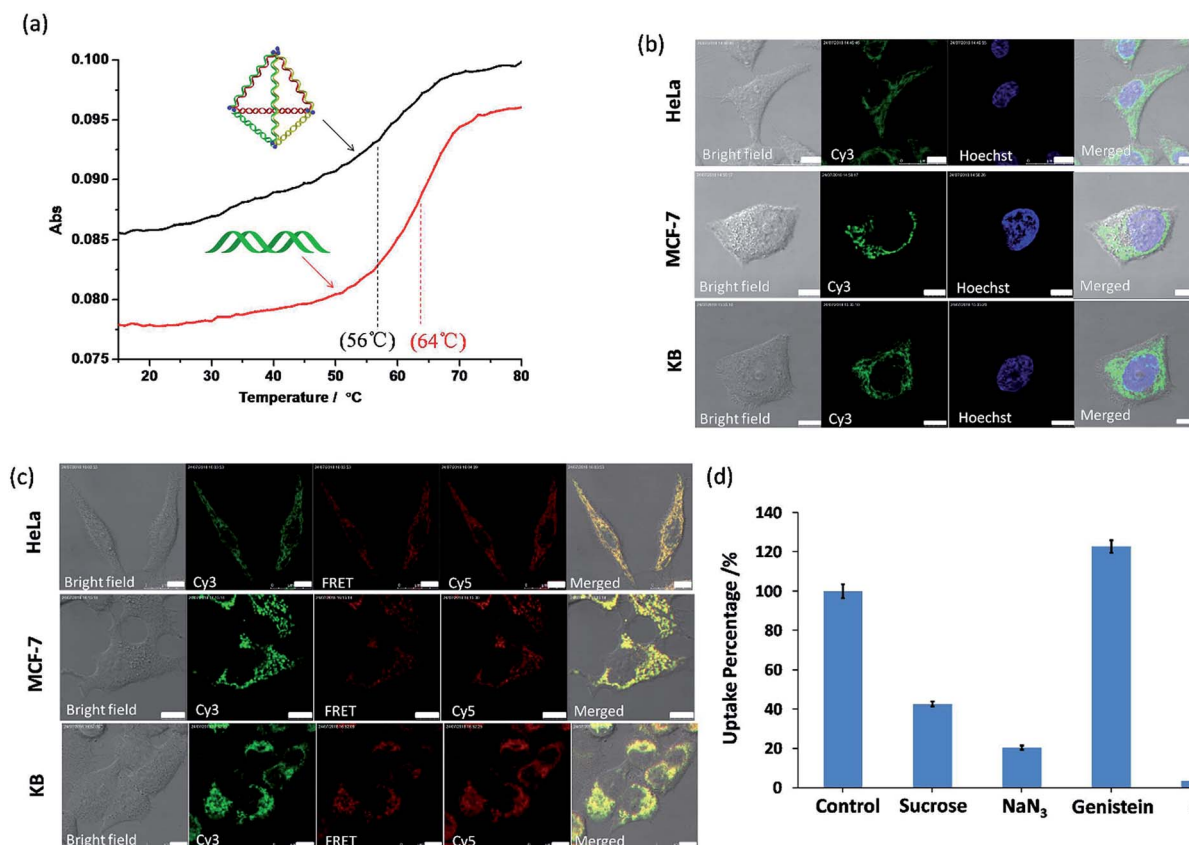 (a)
0.100
0.095
0.090
0.085
0.080
0.075
Abs
(56℃)
(64℃)
20 30 40 50 60 70 80
Temperature / °C
(b)
HeLa
Bright field Cy3 Hoechst Merged
MCF-7
Bright field Cy3 Hoechst Merged
KB
Bright field Cy3 Hoechst Merged
(c)
HeLa
Bright field Cy3 FRET Cy5 Merged
MCF-7
Bright field Cy3 FRET Cy5 Merged
KB
Bright field Cy3 FRET Cy5 Merged
(d)
Uptake Percentage /%
140
120
100
80
60
40
20
0
Control Sucrose NaN₃ Genistein